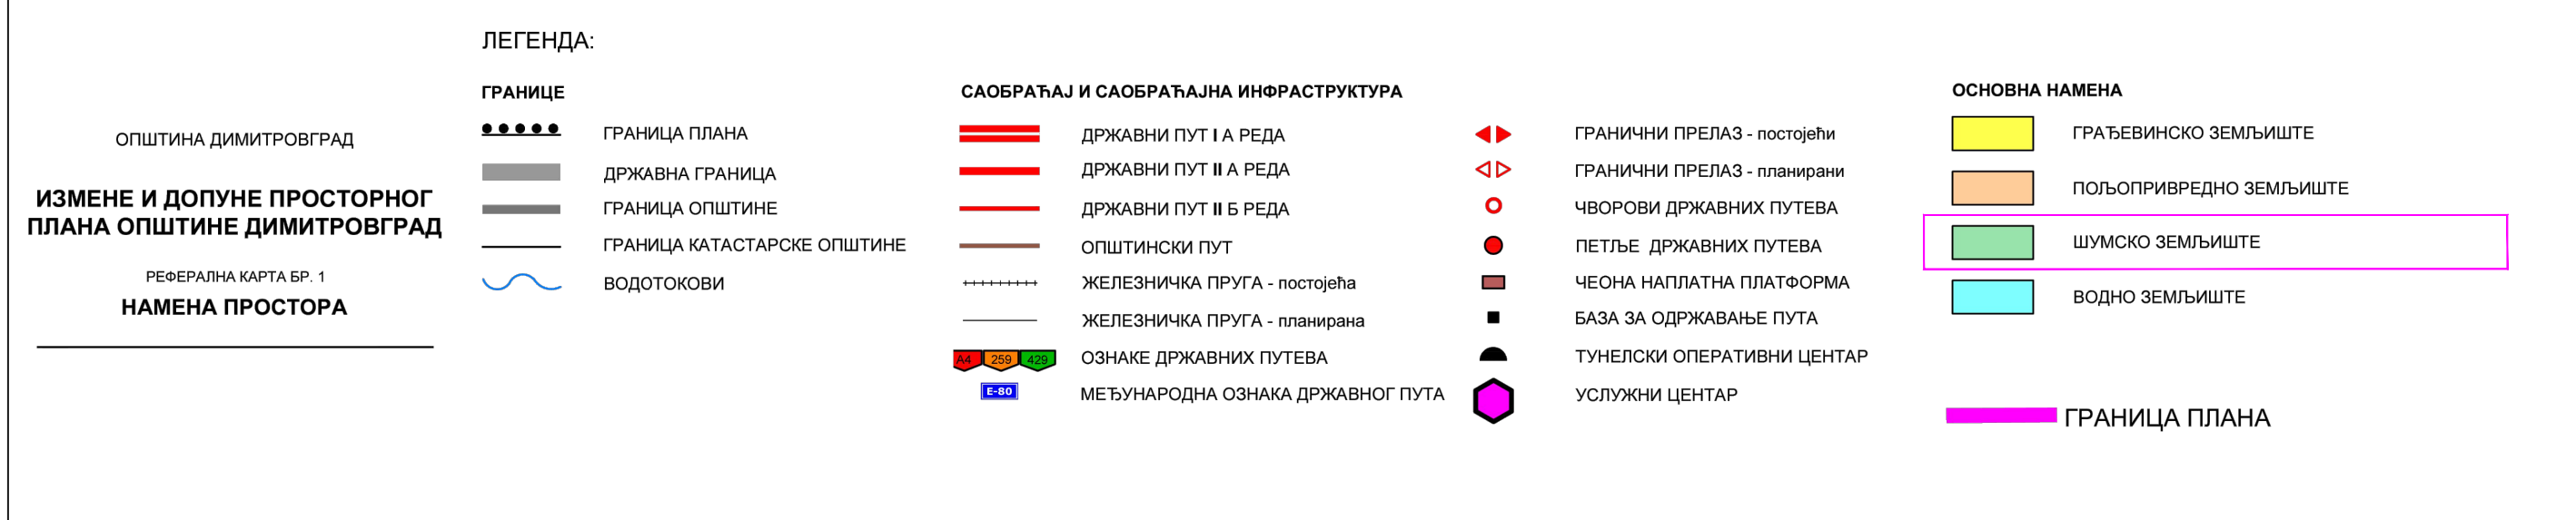 ОПШТИНА ДИМИТРОВГРАД
ИЗМЕНЕ И ДОПУНЕ ПРОСТОРНОГ
ПЛАНА ОПШТИНЕ ДИМИТРОВГРАД
РЕФЕРАЛНА КАРТА БР. 1
НАМЕНА ПРОСТОРА
ЛЕГЕНДА:
ГРАНИЦЕ
ГРАНИЦА ПЛАНА
ДРЖАВНА ГРАНИЦА
ГРАНИЦА ОПШТИНЕ
ГРАНИЦА КАТАСТАРСКЕ ОПШТИНЕ
ВОДОТОКОВИ
САОБРАЋАЈ И САОБРАЋАЈНА ИНФРАСТРУКТУРА
ДРЖАВНИ ПУТ I А РЕДА
ДРЖАВНИ ПУТ II А РЕДА
ДРЖАВНИ ПУТ II Б РЕДА
ОПШТИНСКИ ПУТ
ЖЕЛЕЗНИЧКА ПРУГА - постојећа
ЖЕЛЕЗНИЧКА ПРУГА - планирана
A4 259 429 ОЗНАКЕ ДРЖАВНИХ ПУТЕВА
E-80 МЕЂУНАРОДНА ОЗНАКА ДРЖАВНОГ ПУТА
ГРАНИЧНИ ПРЕЛАЗ - постојећи
ГРАНИЧНИ ПРЕЛАЗ - планирани
ЧВОРОВИ ДРЖАВНИХ ПУТЕВА
ПЕТЉЕ ДРЖАВНИХ ПУТЕВА
ЧЕОНА НАПЛАТНА ПЛАТФОРМА
БАЗА ЗА ОДРЖАВАЊЕ ПУТА
ТУНЕЛСКИ ОПЕРАТИВНИ ЦЕНТАР
УСЛУЖНИ ЦЕНТАР
ОСНОВНА НАМЕНА
ГРАЂЕВИНСКО ЗЕМЉИШТЕ
ПОЉОПРИВРЕДНО ЗЕМЉИШТЕ
ШУМСКО ЗЕМЉИШТЕ
ВОДНО ЗЕМЉИШТЕ
ГРАНИЦА ПЛАНА